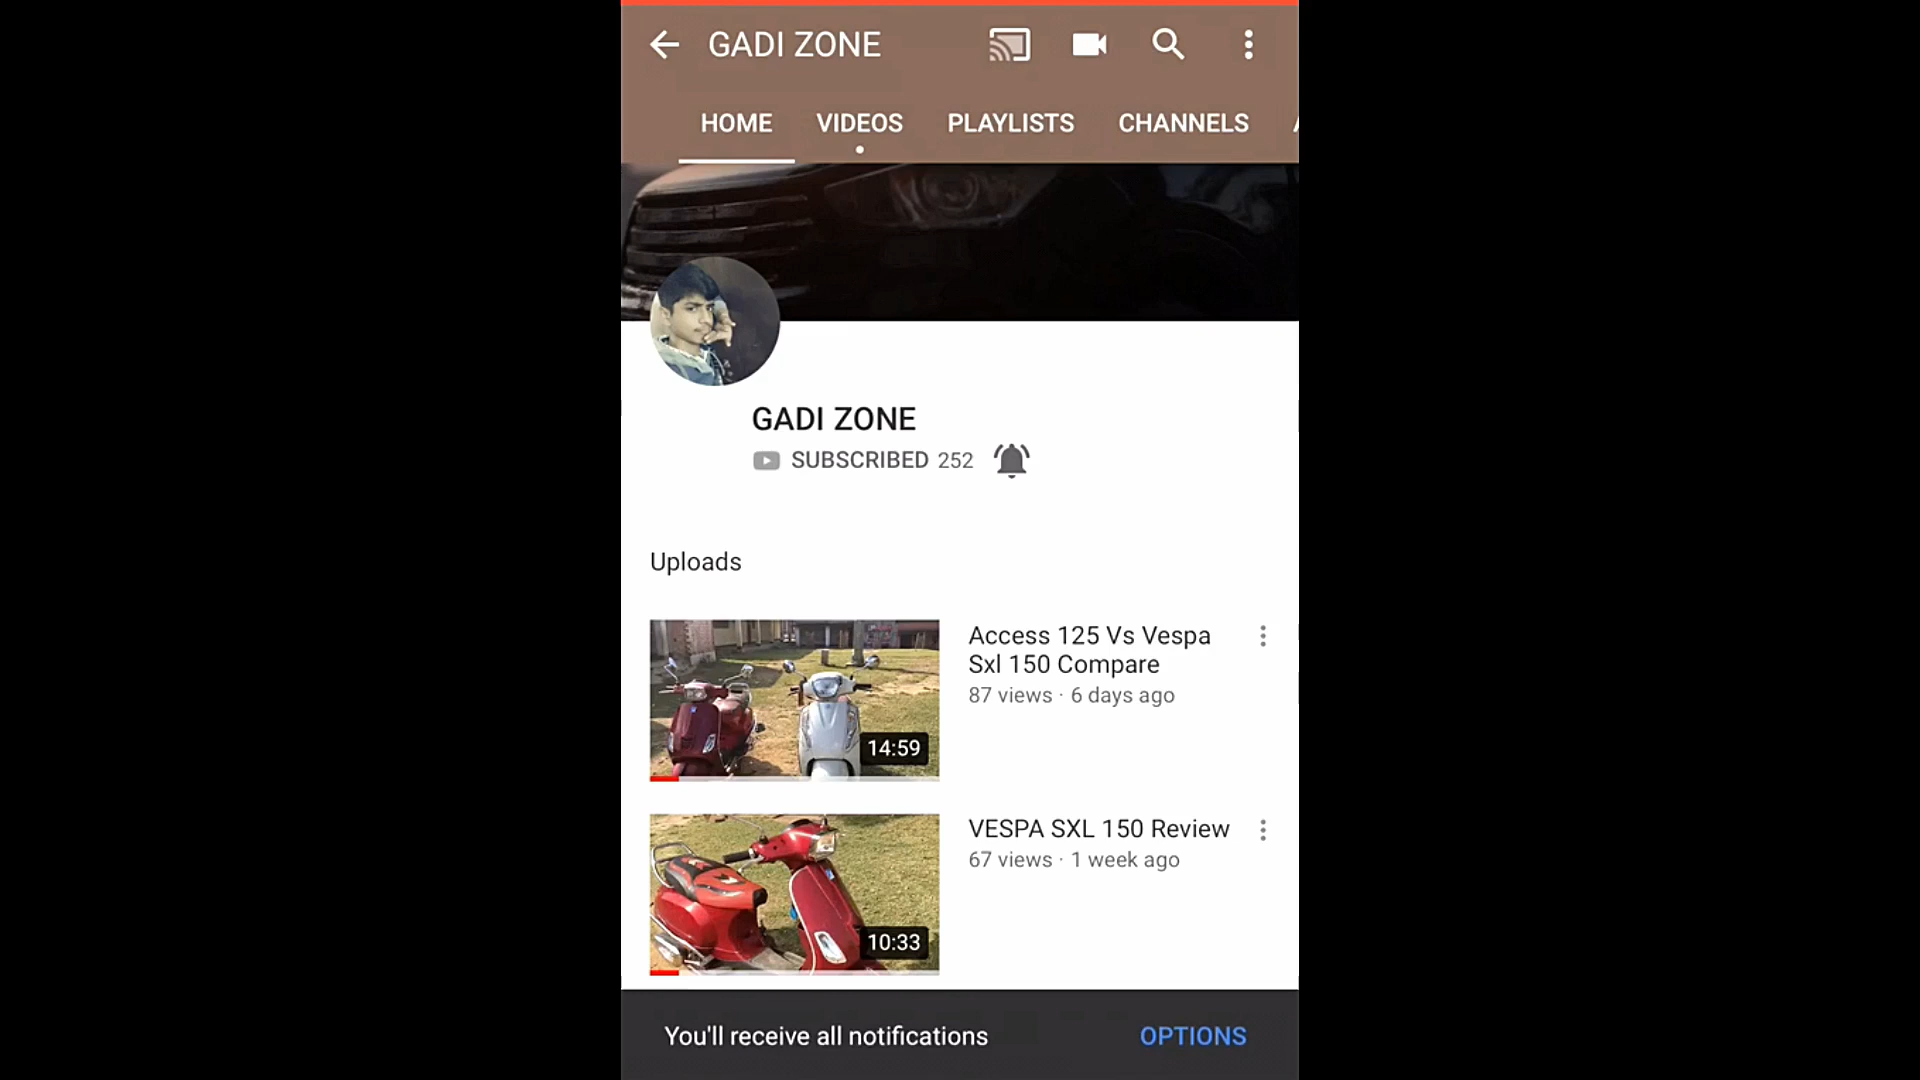 GADI ZONE
HOME VIDEOS PLAYLISTS CHANNELS
GADI ZONE
SUBSCRIBED 252
Uploads
Access 125 Vs Vespa
Sxl 150 Compare
87 views · 6 days ago
14:59
VESPA SXL 150 Review
67 views · 1 week ago
10:33
You'll receive all notifications OPTIONS